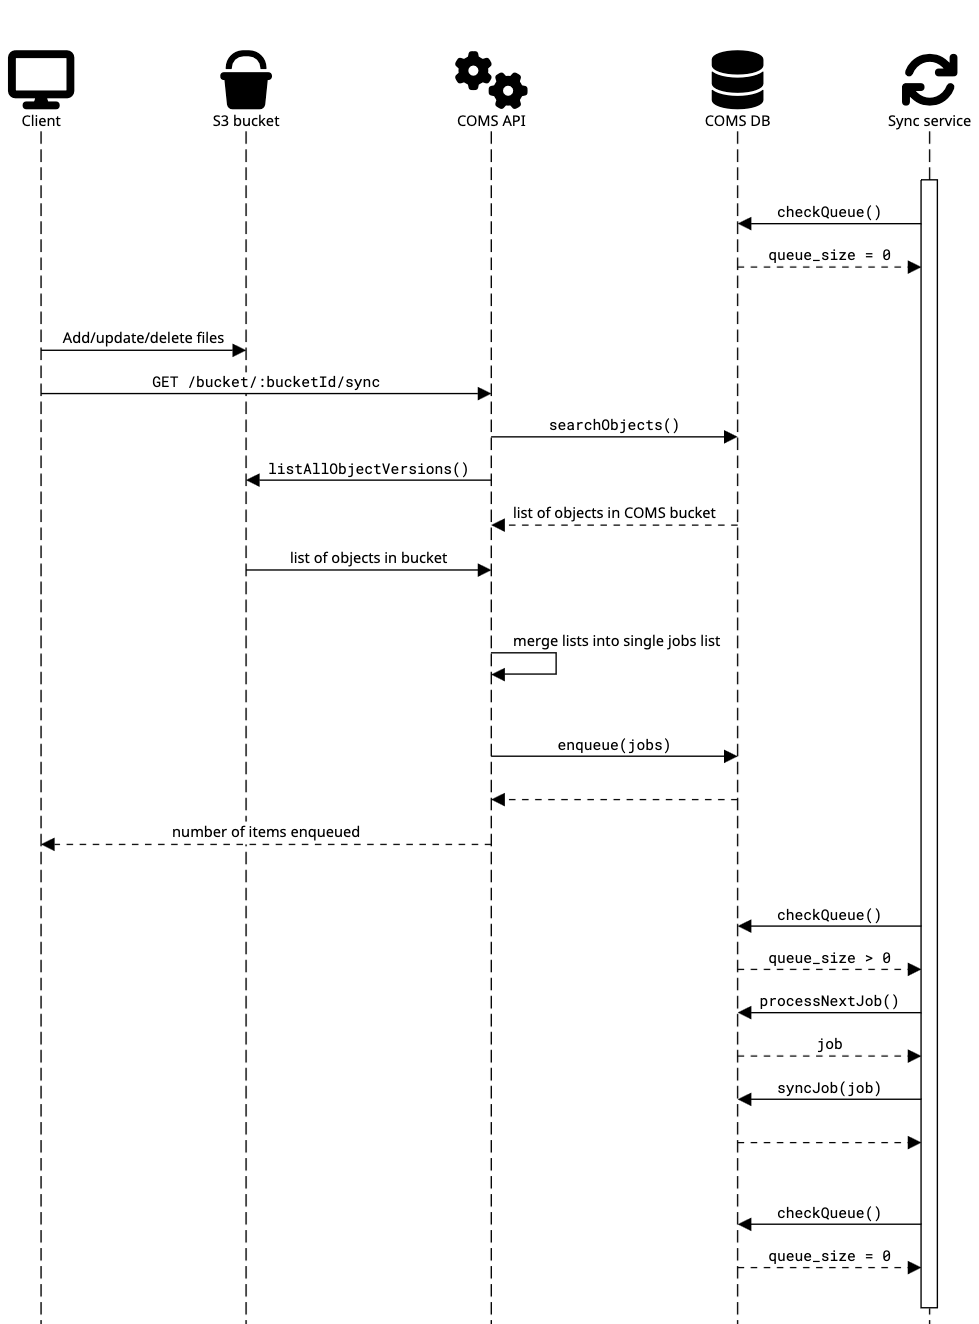 Client
S3 bucket
COMS API
COMS DB
Sync service
checkQueue()
queue_size = 0
Add/update/delete files
GET /bucket/:bucketId/sync
searchObjects()
listAllObjectVersions()
list of objects in COMS bucket
list of objects in bucket
merge lists into single jobs list
enqueue(jobs)
number of items enqueued
checkQueue()
queue_size > 0
processNextJob()
job
syncJob(job)
checkQueue()
queue_size = 0